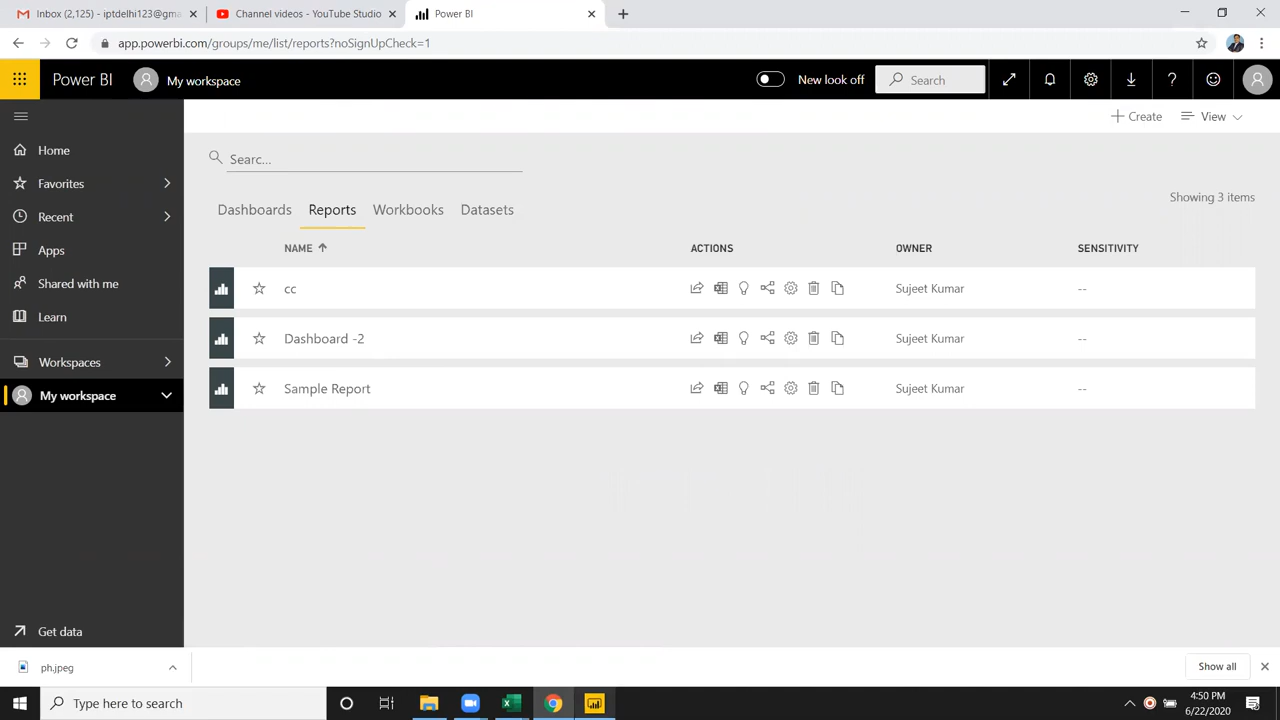 Inbox (2,125) - iptdelhi123@gma
Channel videos - YouTube Studio
Power BI
app.powerbi.com/groups/me/list/reports?noSignUpCheck=1
Power BI
My workspace
New look off
Search
Create
View
Home
Favorites
Recent
Apps
Shared with me
Learn
Workspaces
My workspace
Get data
Searc...
Showing 3 items
Dashboards Reports Workbooks Datasets
NAME ACTIONS OWNER SENSITIVITY
cc Sujeet Kumar --
Dashboard -2 Sujeet Kumar --
Sample Report Sujeet Kumar --
ph.jpeg
Show all
Type here to search
4:50 PM
6/22/2020